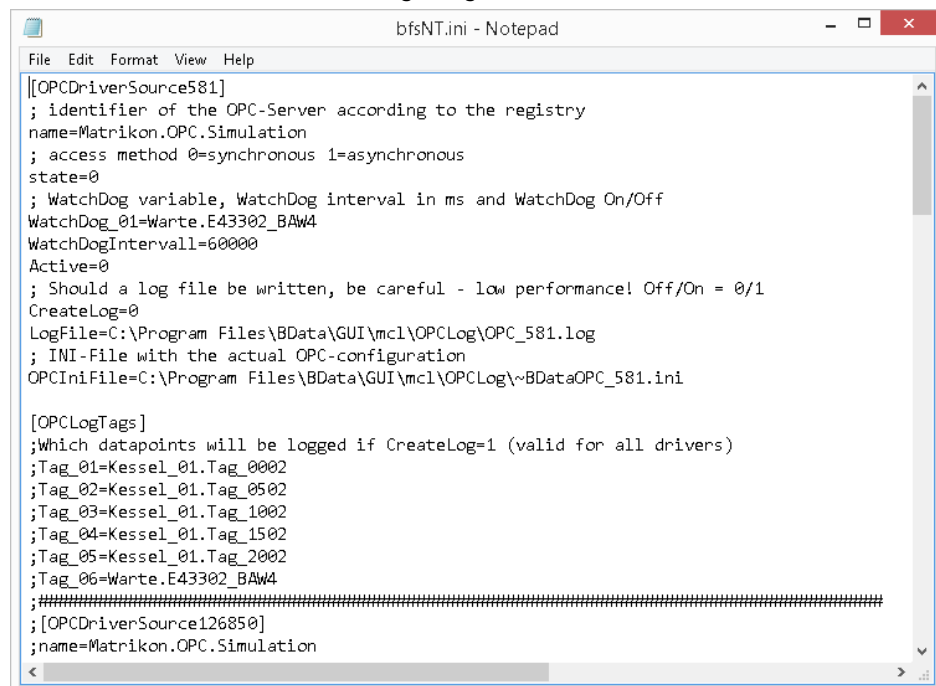 bfsNT.ini - Notepad
File Edit Format View Help
[OPCDriverSource581]
; identifier of the OPC-Server according to the registry
name=Matrikon.OPC.Simulation
; access method 0=synchronous 1=asynchronous
state=0
; WatchDog variable, WatchDog interval in ms and WatchDog On/Off
WatchDog_01=Warte.E43302_BAW4
WatchDogIntervall=60000
Active=0
; Should a log file be written, be careful - low performance! Off/On = 0/1
CreateLog=0
LogFile=C:\Program Files\BData\GUI\mcl\OPCLog\OPC_581.log
; INI-File with the actual OPC-configuration
OPCIniFile=C:\Program Files\BData\GUI\mcl\OPCLog\~BDataOPC_581.ini
[OPCLogTags]
;Which datapoints will be logged if CreateLog=1 (valid for all drivers)
;Tag_01=Kessel_01.Tag_0002
;Tag_02=Kessel_01.Tag_0502
;Tag_03=Kessel_01.Tag_1002
;Tag_04=Kessel_01.Tag_1502
;Tag_05=Kessel_01.Tag_2002
;Tag_06=Warte.E43302_BAW4
;##############################################################################################
;[OPCDriverSource126850]
;name=Matrikon.OPC.Simulation